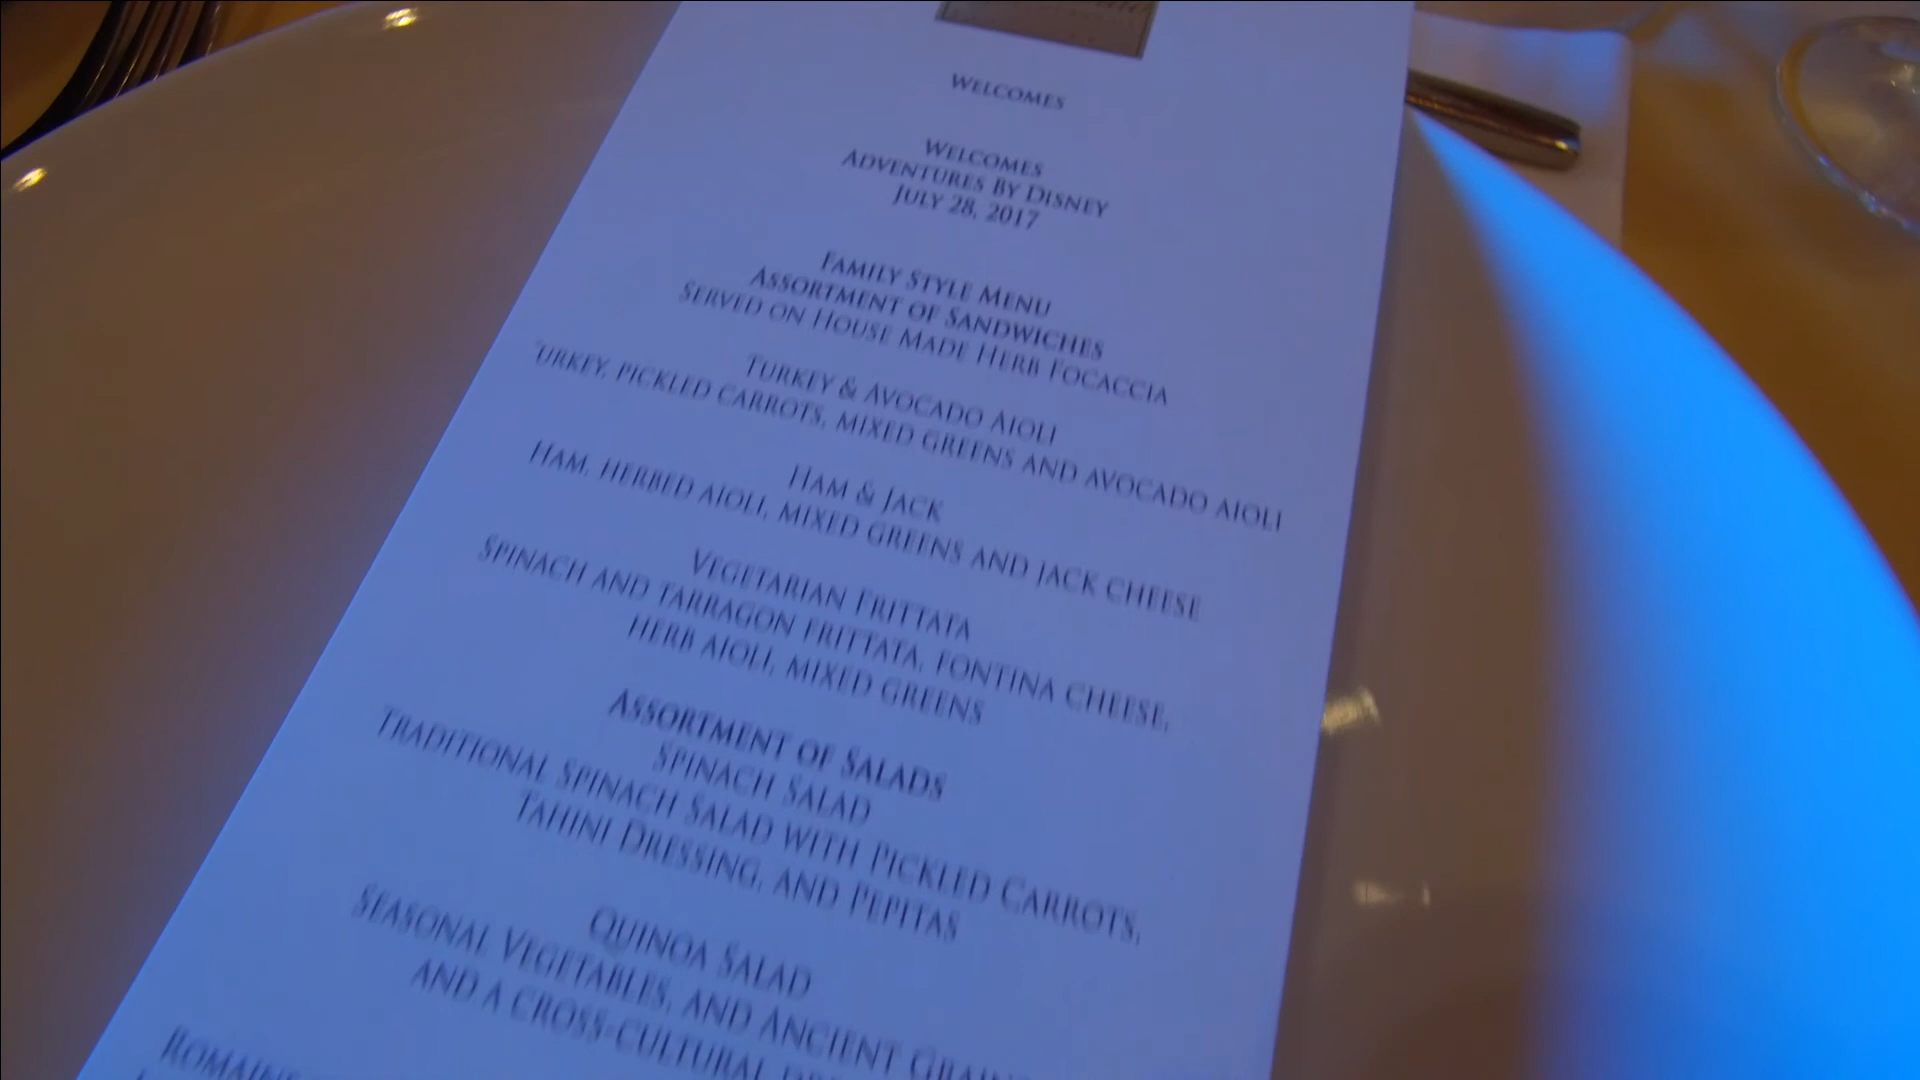 WELCOMES
WELCOMES
ADVENTURES BY DISNEY
JULY 28, 2017
FAMILY STYLE MENU
ASSORTMENT OF SANDWICHES
SERVED ON HOUSE MADE HERB FOCACCIA
TURKEY & AVOCADO AIOLI
TURKEY, PICKLED CARROTS, MIXED GREENS AND AVOCADO AIOLI
HAM & JACK
HAM, HERBED AIOLI, MIXED GREENS AND JACK CHEESE
VEGETARIAN FRITTATA
SPINACH AND TARRAGON FRITTATA, FONTINA CHEESE,
HERB AIOLI, MIXED GREENS
ASSORTMENT OF SALADS
SPINACH SALAD
TRADITIONAL SPINACH SALAD WITH PICKLED CARROTS,
TAHINI DRESSING, AND PEPITAS
QUINOA SALAD
SEASONAL VEGETABLES, AND ANCIENT
AND A CROSS-CULTURAL